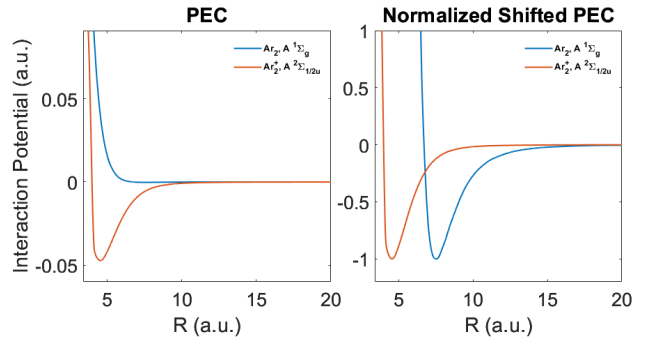 PEC
Normalized Shifted PEC
Interaction Potential (a.u.)
0.05
0
-0.05
5
10
15
20
R (a.u.)
Ar₂, A ¹Σg
Ar₂⁺, A ²Σ1/2u
1
0.5
0
-0.5
-1
5
10
15
20
R (a.u.)
Ar₂, A ¹Σg
Ar₂⁺, A ²Σ1/2u